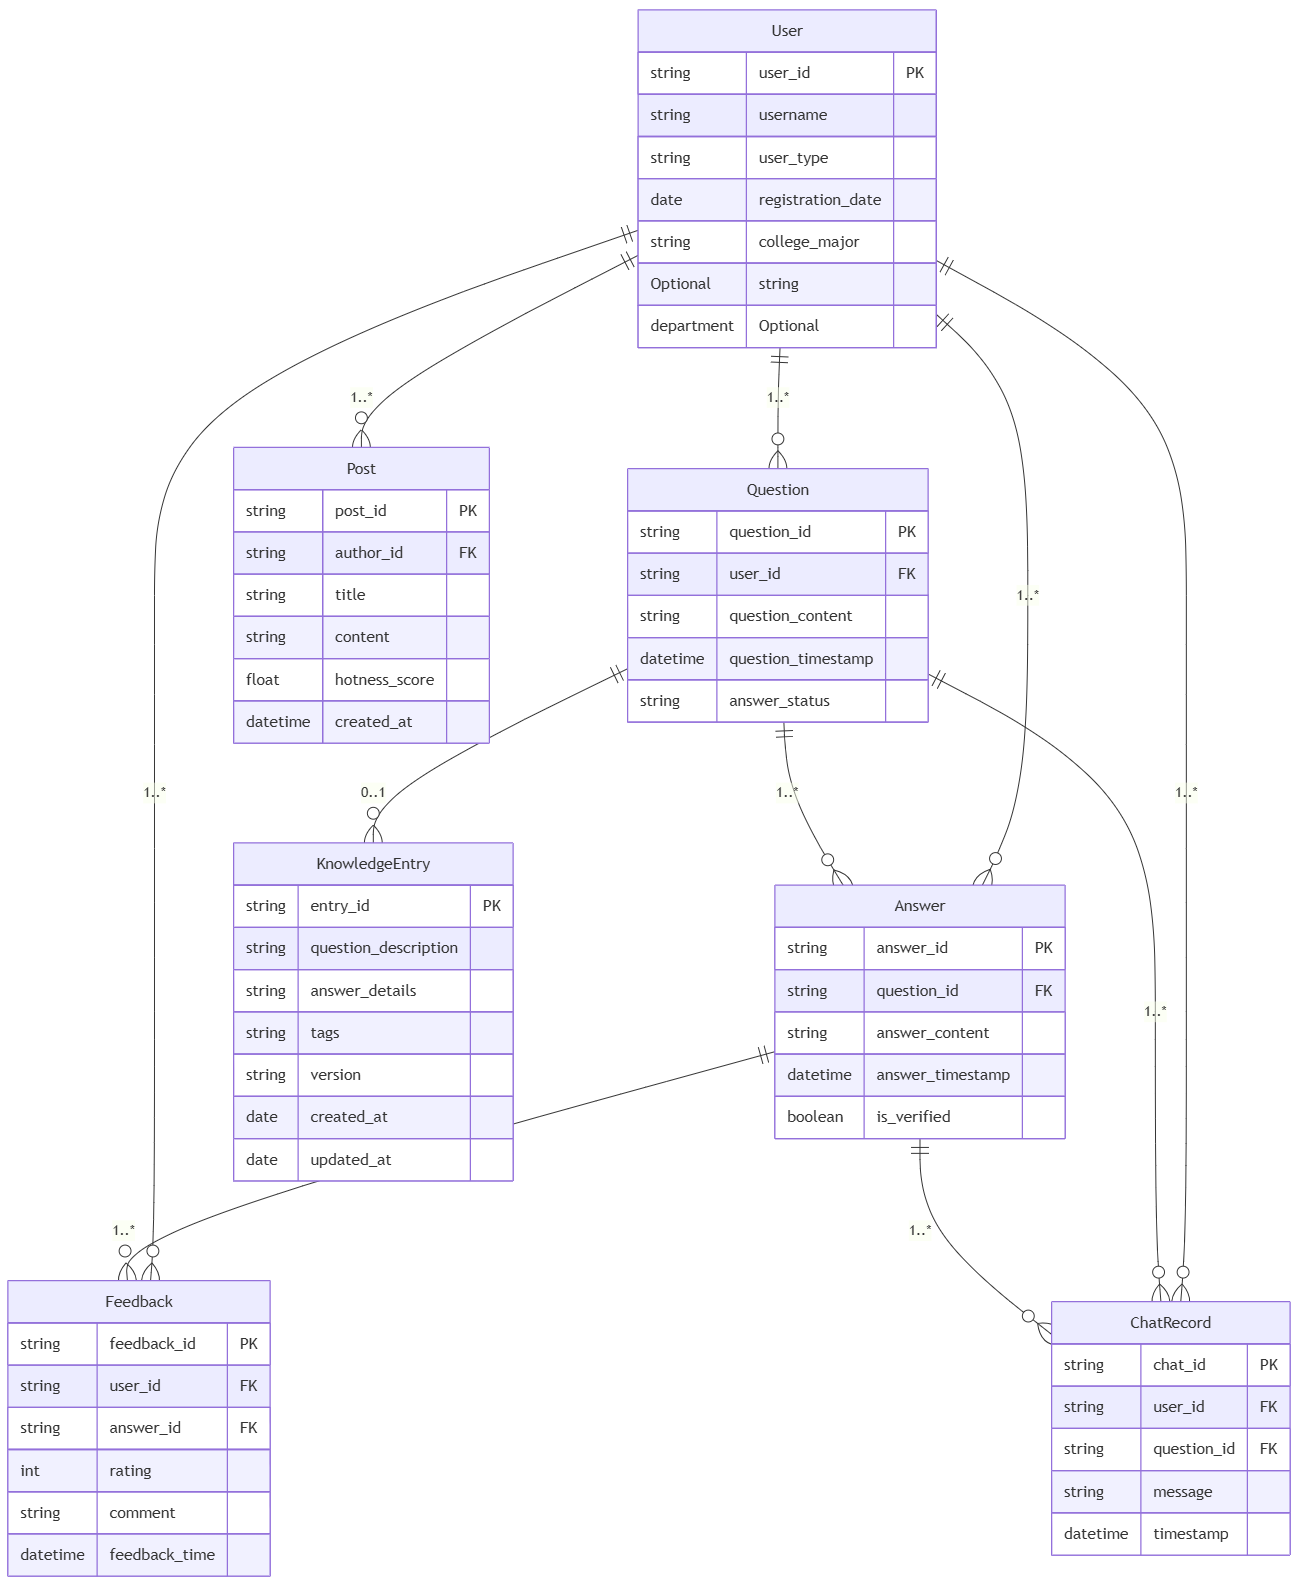 User
string user_id PK
string username
string user_type
date registration_date
string college_major
Optional string
department Optional
1..*
1..*
Post
string post_id PK
string author_id FK
string title
string content
float hotness_score
datetime created_at
Question
string question_id PK
string user_id FK
string question_content
datetime question_timestamp
string answer_status
1..*
1..*
0..1
1..*
1..*
KnowledgeEntry
string entry_id PK
string question_description
string answer_details
string tags
string version
date created_at
date updated_at
Answer
string answer_id PK
string question_id FK
string answer_content
datetime answer_timestamp
boolean is_verified
1..*
1..*
1..*
Feedback
string feedback_id PK
string user_id FK
string answer_id FK
int rating
string comment
datetime feedback_time
ChatRecord
string chat_id PK
string user_id FK
string question_id FK
string message
datetime timestamp